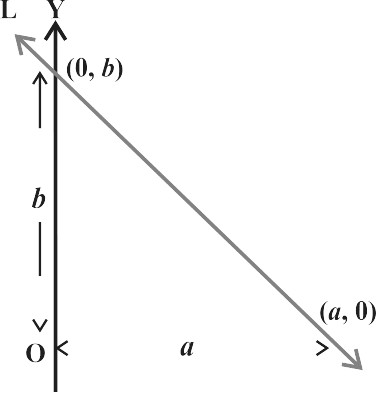 L Y
(0, b)
b
(a, 0)
O a